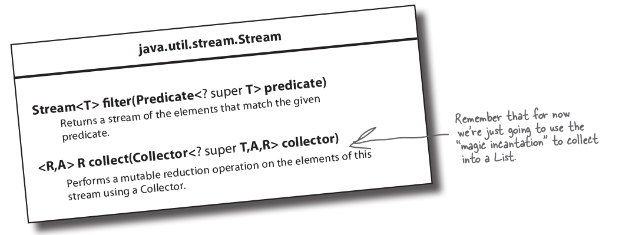 java.util.stream.Stream
Stream<T> filter(Predicate<? super T> predicate)
Returns a stream of the elements that match the given
predicate.
<R,A> R collect(Collector<? super T,A,R> collector)
Performs a mutable reduction operation on the elements of this
stream using a Collector.
Remember that for now
we're just going to use the
"magic incantation" to collect
into a List.